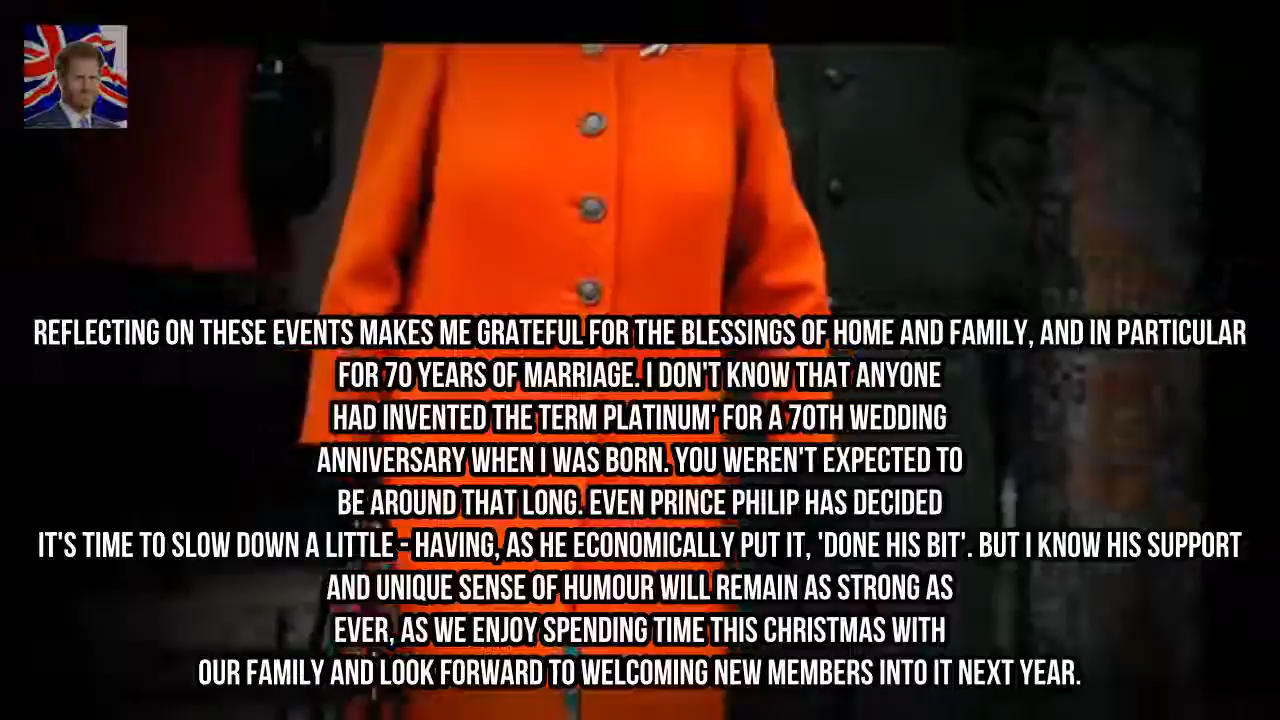 REFLECTING ON THESE EVENTS MAKES ME GRATEFUL FOR THE BLESSINGS OF HOME AND FAMILY, AND IN PARTICULAR
FOR 70 YEARS OF MARRIAGE. I DON'T KNOW THAT ANYONE
HAD INVENTED THE TERM PLATINUM' FOR A 70TH WEDDING
ANNIVERSARY WHEN I WAS BORN. YOU WEREN'T EXPECTED TO
BE AROUND THAT LONG. EVEN PRINCE PHILIP HAS DECIDED
IT'S TIME TO SLOW DOWN A LITTLE - HAVING, AS HE ECONOMICALLY PUT IT, 'DONE HIS BIT'. BUT I KNOW HIS SUPPORT
AND UNIQUE SENSE OF HUMOUR WILL REMAIN AS STRONG AS
EVER, AS WE ENJOY SPENDING TIME THIS CHRISTMAS WITH
OUR FAMILY AND LOOK FORWARD TO WELCOMING NEW MEMBERS INTO IT NEXT YEAR.